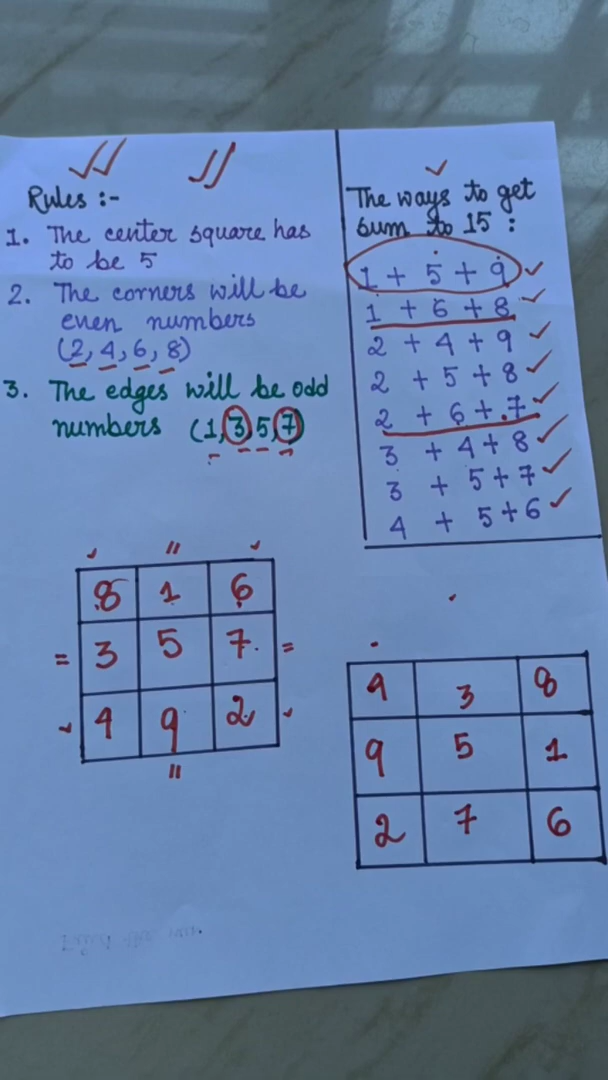 Rules :-
1. The center square has
to be 5
2. The corners will be
even numbers
(2, 4, 6, 8)
3. The edges will be odd
numbers (1, 3, 5, 7)
The ways to get
sum to 15 :
1 + 5 + 9
1 + 6 + 8
2 + 4 + 9
2 + 5 + 8
2 + 6 + 7
3 + 4 + 8
3 + 5 + 7
4 + 5 + 6
8 1 6
3 5 7
4 9 2
4 3 8
9 5 1
2 7 6